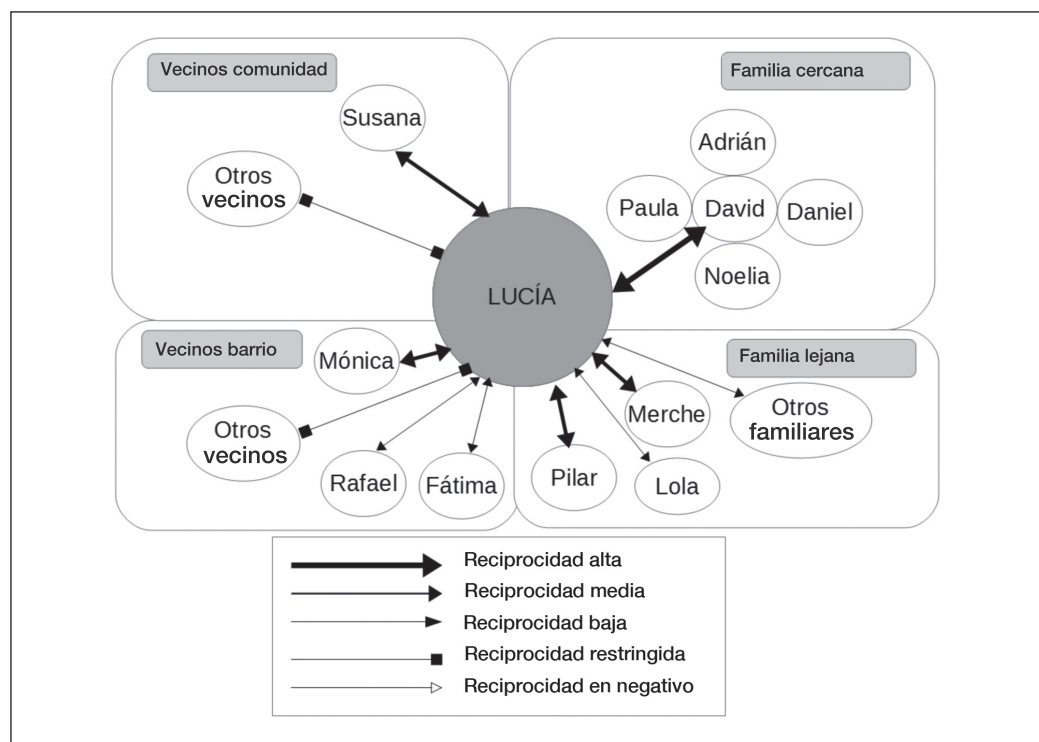 Vecinos comunidad
Susana
Otros
vecinos
Familia cercana
Adrián
Paula
David
Daniel
Noelia
LUCÍA
Vecinos barrio
Mónica
Otros
vecinos
Rafael
Fátima
Familia lejana
Merche
Otros
familiares
Pilar
Lola
Reciprocidad alta
Reciprocidad media
Reciprocidad baja
Reciprocidad restringida
Reciprocidad en negativo